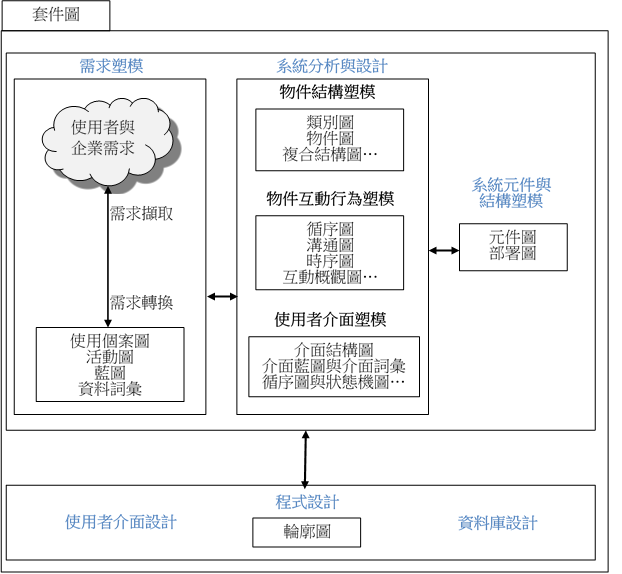 套件圖
需求塑模
使用者與
企業需求
需求擷取
需求轉換
使用個案圖
活動圖
藍圖
資料詞彙
系統分析與設計
物件結構塑模
類別圖
物件圖
複合結構圖…
物件互動行為塑模
循序圖
溝通圖
時序圖
互動概觀圖…
使用者介面塑模
介面結構圖
介面藍圖與介面詞彙
循序圖與狀態機圖…
系統元件與
結構塑模
元件圖
部署圖
使用者介面設計
程式設計
輪廓圖
資料庫設計